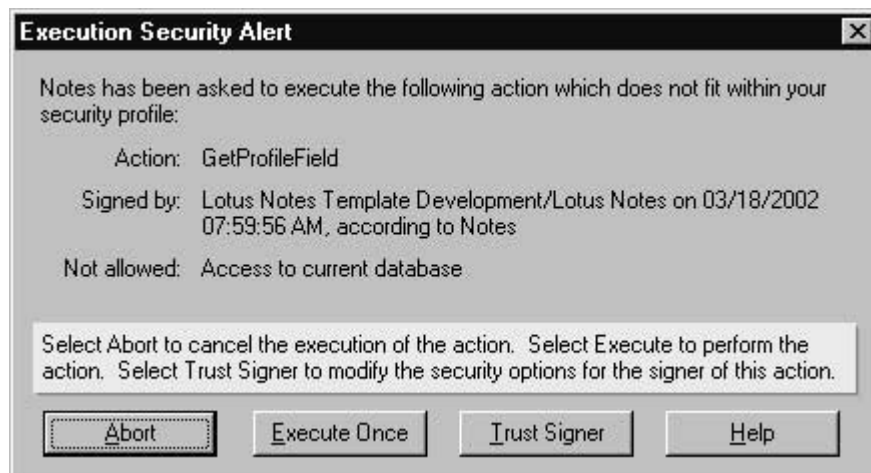 Execution Security Alert
Notes has been asked to execute the following action which does not fit within your
security profile:
Action: GetProfileField
Signed by: Lotus Notes Template Development/Lotus Notes on 03/18/2002
07:59:56 AM, according to Notes
Not allowed: Access to current database
Select Abort to cancel the execution of the action. Select Execute to perform the
action. Select Trust Signer to modify the security options for the signer of this action.
Abort Execute Once Trust Signer Help